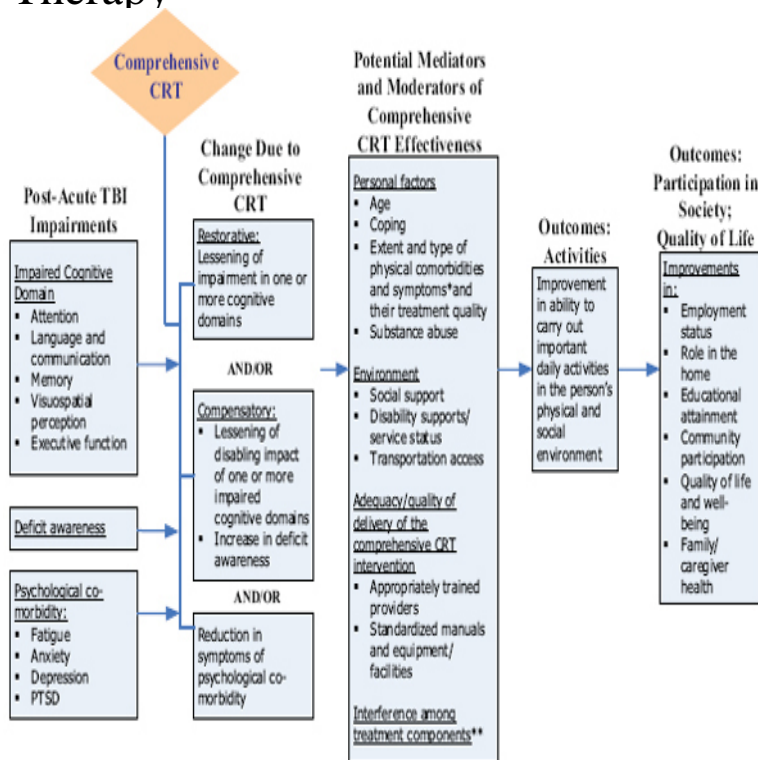 Therapy
Comprehensive
CRT
Post-Acute TBI
Impairments
Impaired Cognitive
Domain
▪ Attention
▪ Language and
communication
▪ Memory
▪ Visuospatial
perception
▪ Executive function
Deficit awareness
Psychological co-
morbidity:
▪ Fatigue
▪ Anxiety
▪ Depression
▪ PTSD
Change Due to
Comprehensive
CRT
Restorative:
Lessening of
impairment in one or
more cognitive
domains
AND/OR
Compensatory:
▪ Lessening of
disabling impact
of one or more
impaired
cognitive domains
▪ Increase in deficit
awareness
AND/OR
Reduction in
symptoms of
psychological co-
morbidity
Potential Mediators
and Moderators of
Comprehensive
CRT Effectiveness
Personal factors
▪ Age
▪ Coping
▪ Extent and type of
physical comorbidities
and symptoms*and
their treatment quality
▪ Substance abuse
Environment
▪ Social support
▪ Disability supports/
service status
▪ Transportation access
Adequacy/quality of
delivery of the
comprehensive CRT
intervention
▪ Appropriately trained
providers
▪ Standardized manuals
and equipment/
facilities
Interference among
treatment components**
Outcomes:
Activities
Improvement
in ability to
carry out
important
daily activities
in the person's
physical and
social
environment
Outcomes:
Participation in
Society;
Quality of Life
Improvements
in:
▪ Employment
status
▪ Role in the
home
▪ Educational
attainment
▪ Community
participation
▪ Quality of life
and well-
being
▪ Family/
caregiver
health